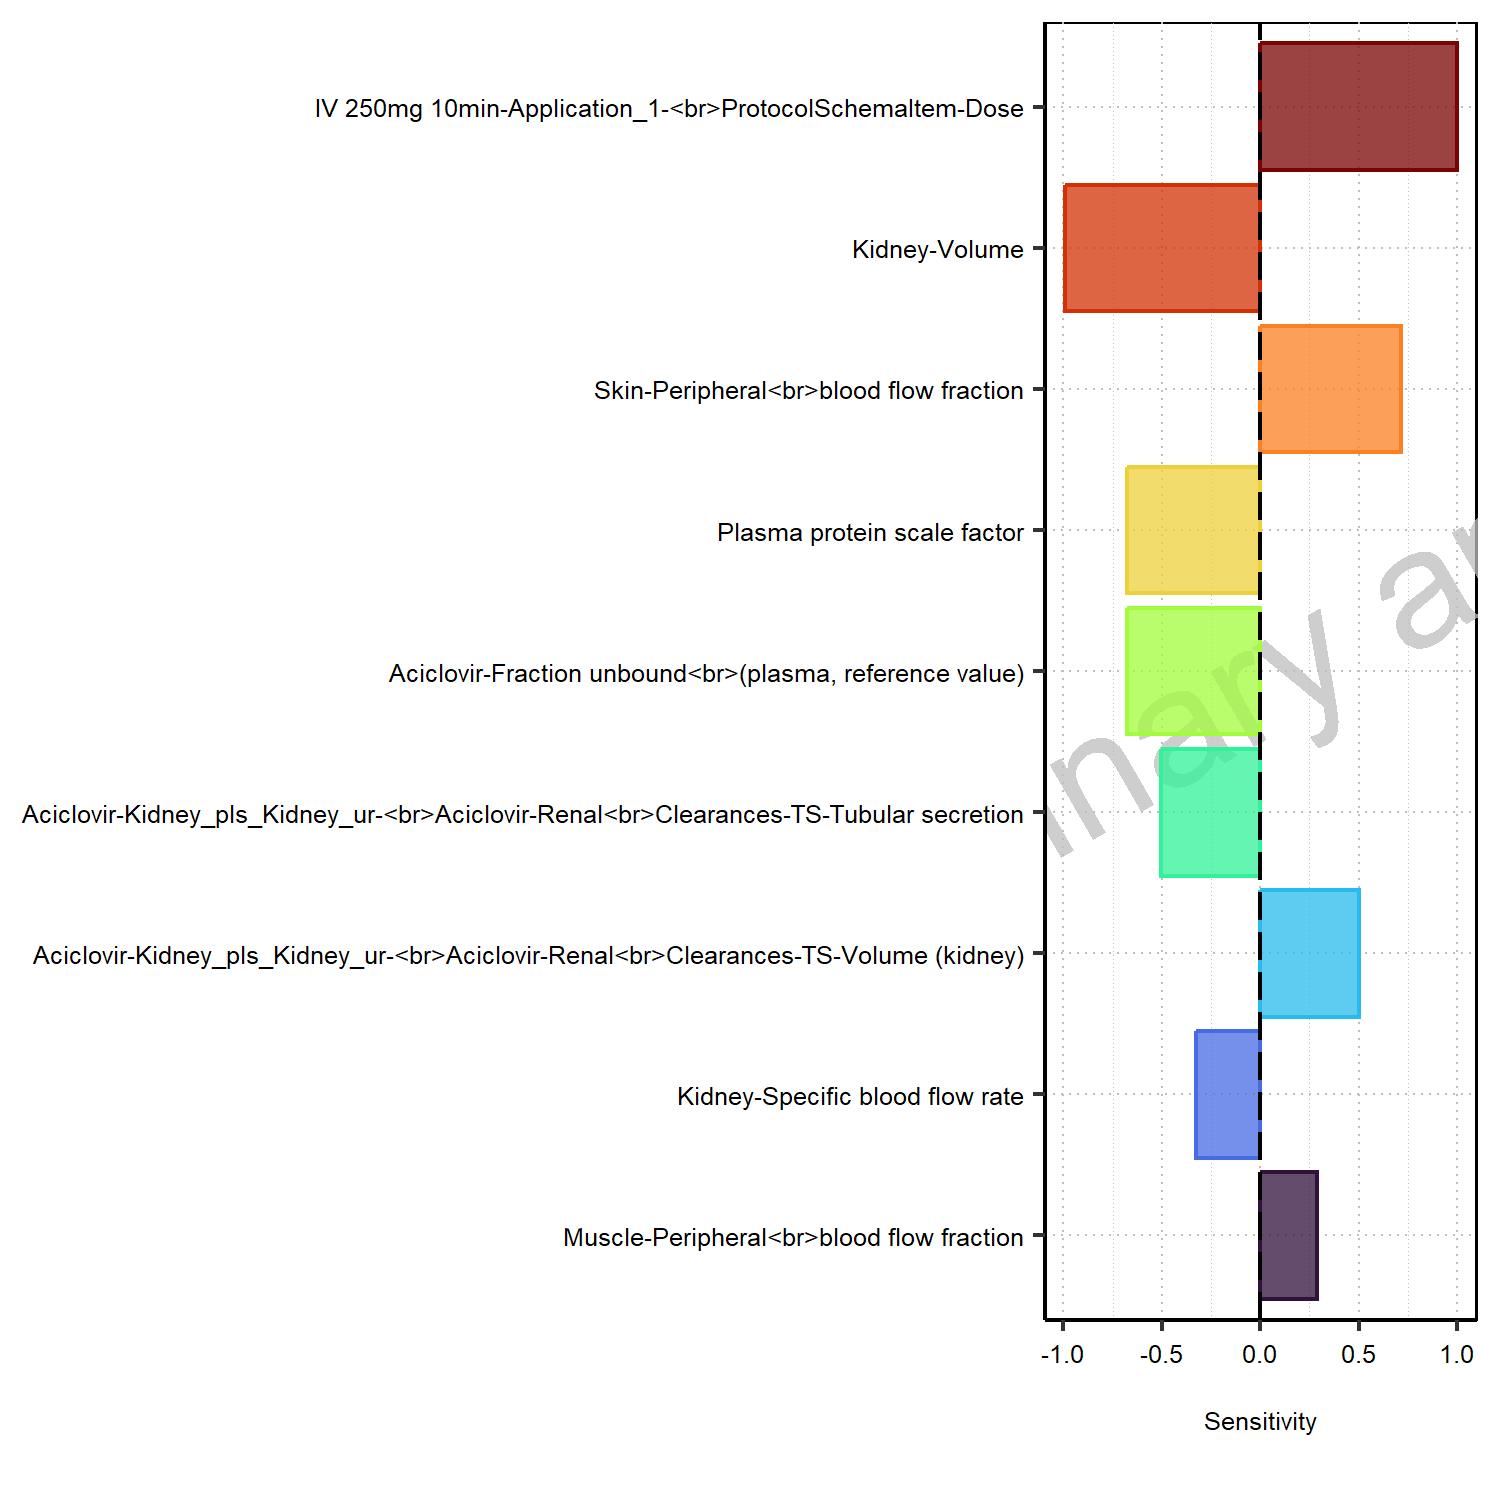 IV 250mg 10min-Application_1-<br>ProtocolSchemaItem-Dose
Kidney-Volume
Skin-Peripheral<br>blood flow fraction
Plasma protein scale factor
Aciclovir-Fraction unbound<br>(plasma, reference value)
Aciclovir-Kidney_pls_Kidney_ur-<br>Aciclovir-Renal<br>Clearances-TS-Tubular secretion
Aciclovir-Kidney_pls_Kidney_ur-<br>Aciclovir-Renal<br>Clearances-TS-Volume (kidney)
Kidney-Specific blood flow rate
Muscle-Peripheral<br>blood flow fraction
-1.0 -0.5 0.0 0.5 1.0
Sensitivity